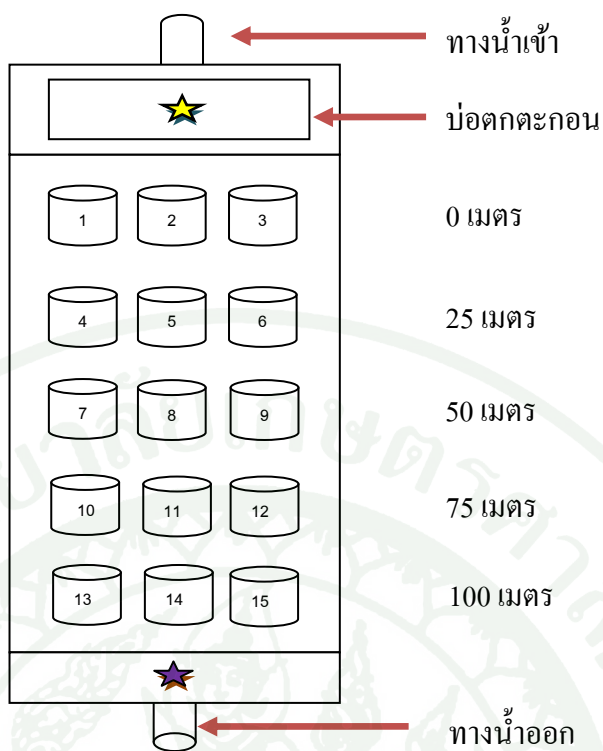 ทางน้ำเข้า
บ่อตกตะกอน
1 2 3 0 เมตร
4 5 6 25 เมตร
7 8 9 50 เมตร
10 11 12 75 เมตร
13 14 15 100 เมตร
ทางน้ำออก